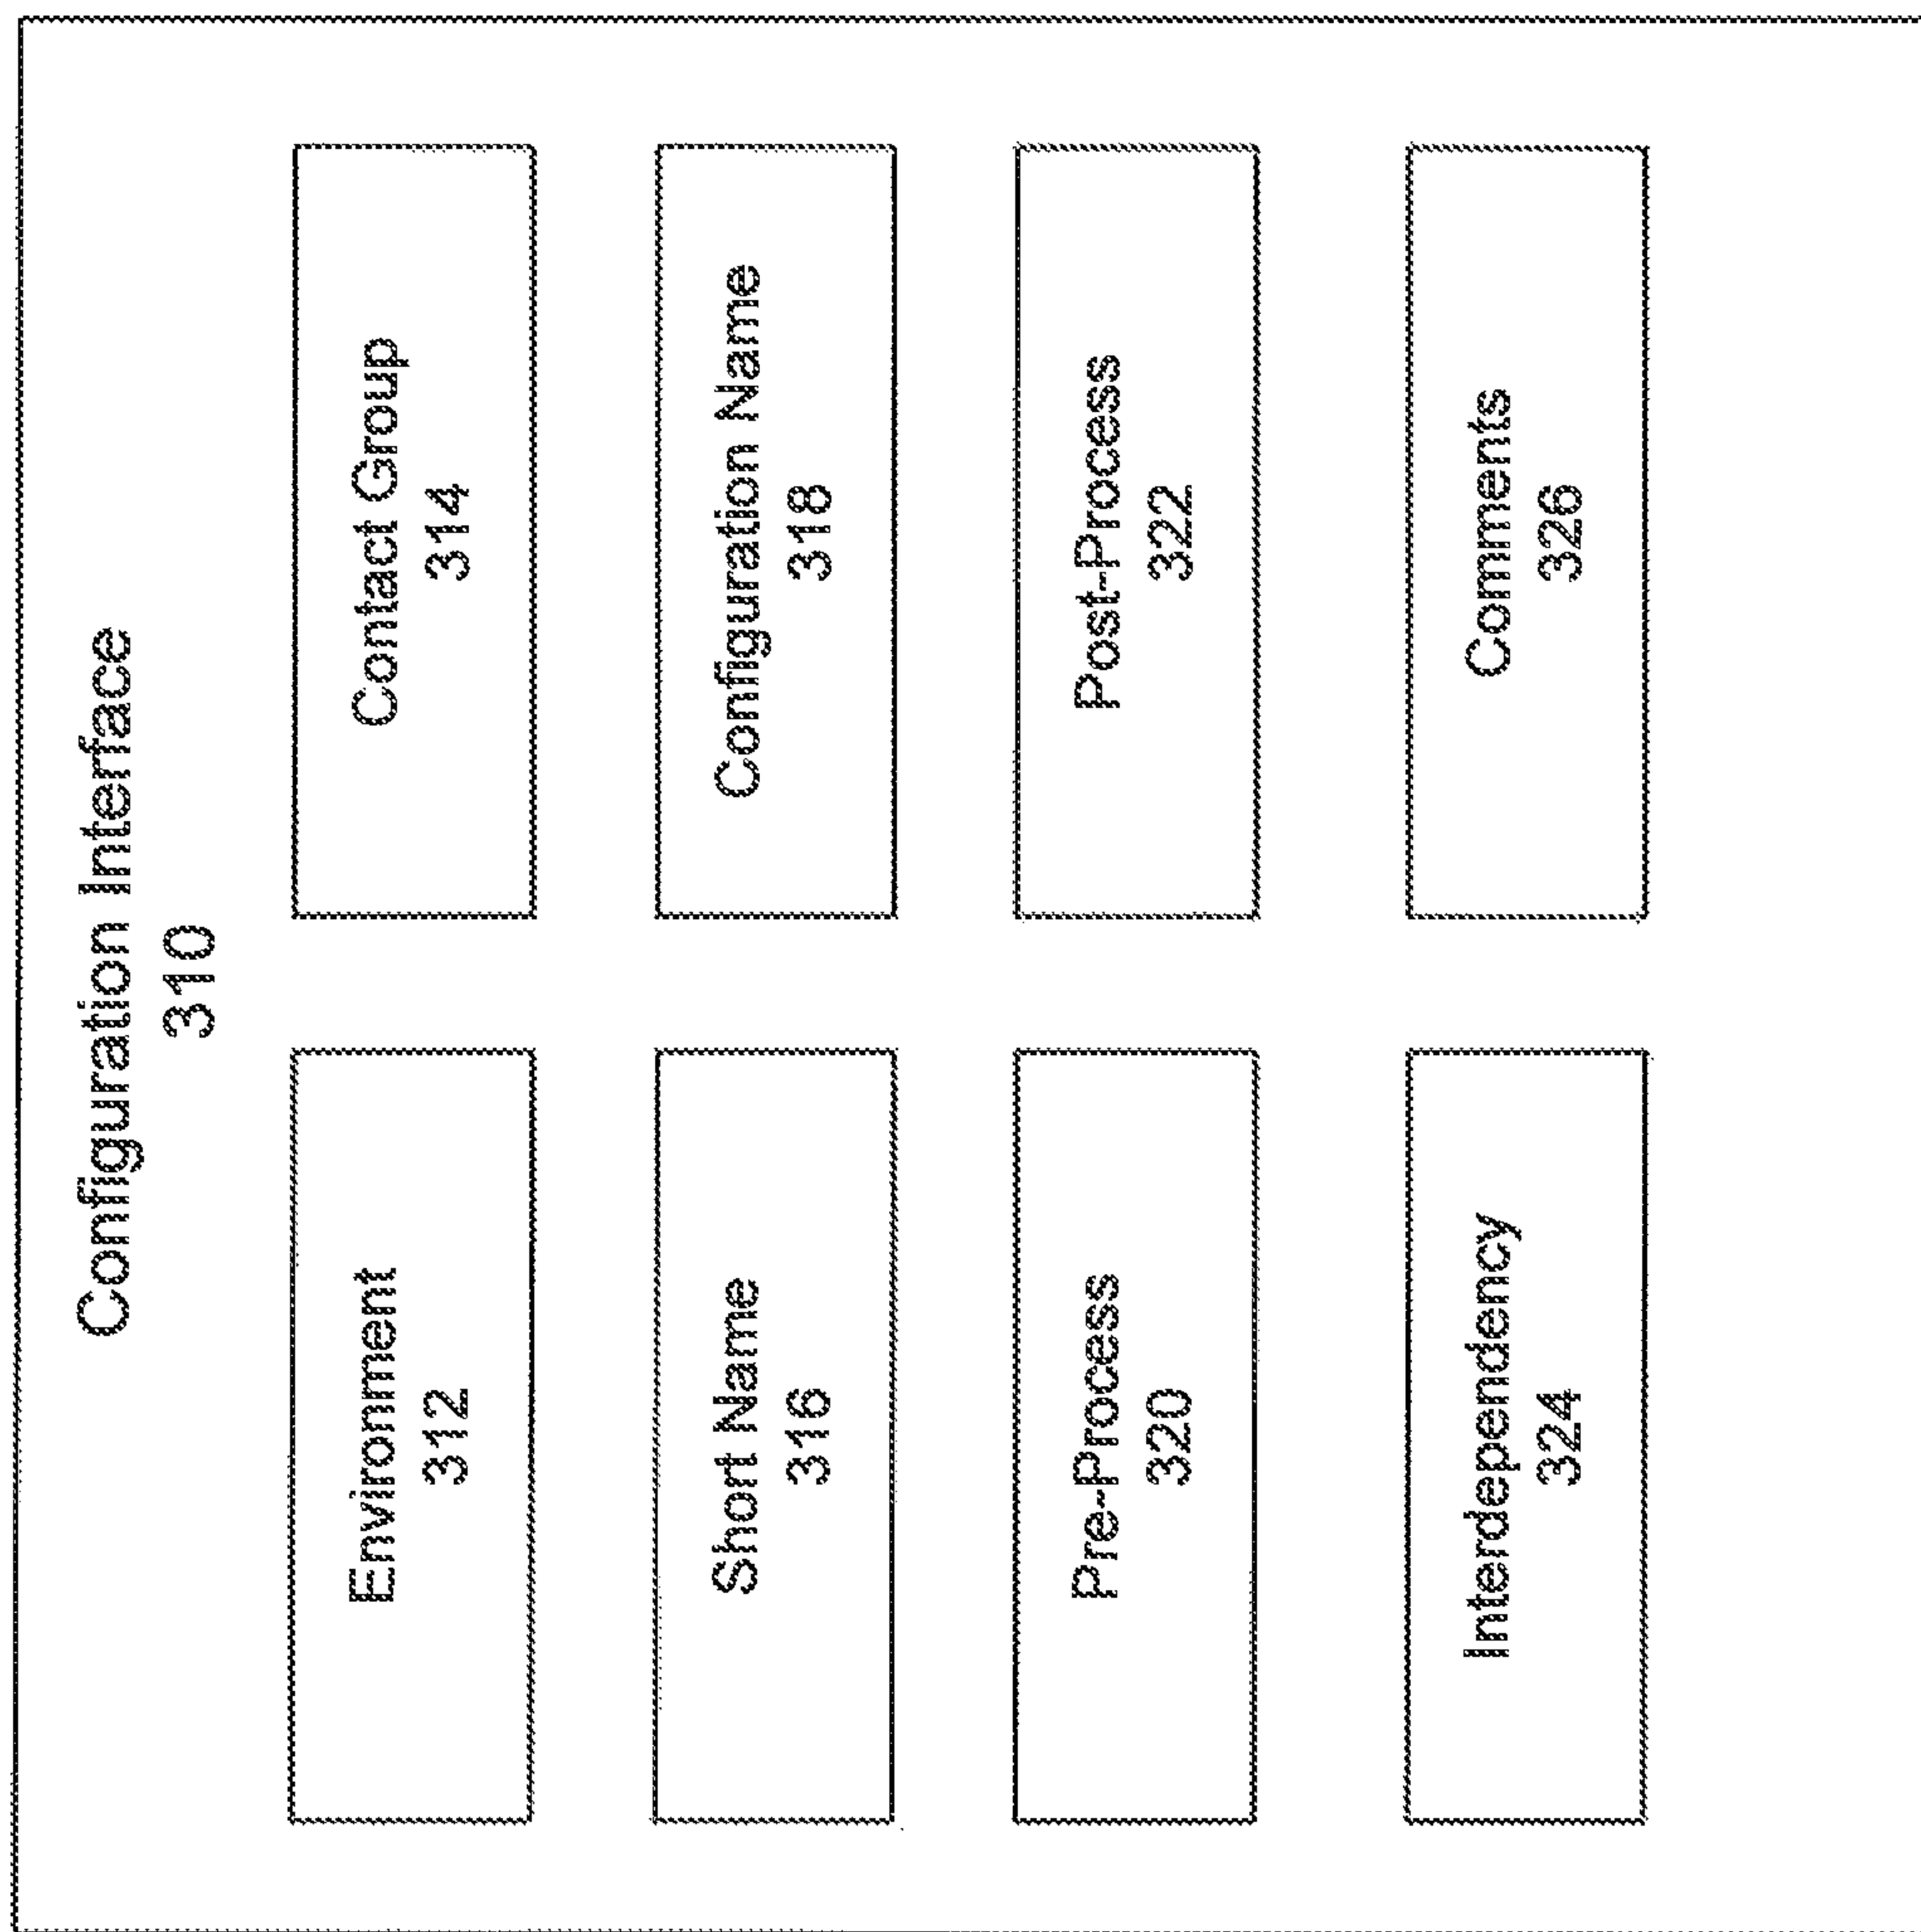 Configuration Interface
310
Environment
312
Contact Group
314
Short Name
316
Configuration Name
318
Pre-Process
320
Post-Process
322
Interdependency
324
Comments
326